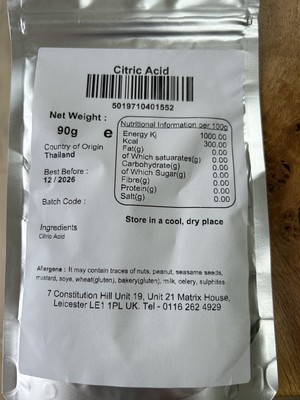 Citric Acid
5019710401552
Net Weight :
90g e
Country of Origin
Thailand
Best Before :
12 / 2026
Batch Code :
Nutritional Information per 100g
Energy Kj 1000.00
Kcal 300.00
Fat(g) 0.00
of Which satuarates(g) 0.00
Carbohydrate(g) 0.00
of Which Sugar(g) 0.00
Fibre(g) 0.00
Protein(g) 0.00
Salt(g) 0.00
Store in a cool, dry place
Ingredients
Citric Acid
Allergens : It may contain traces of nuts, peanut, seasame seeds,
mustard, soye, wheat(gluten), bakery(gluten), milk, celery, sulphites
7 Constitution Hill Unit 19, Unit 21 Matrix House,
Leicester LE1 1PL UK. Tel - 0116 262 4929